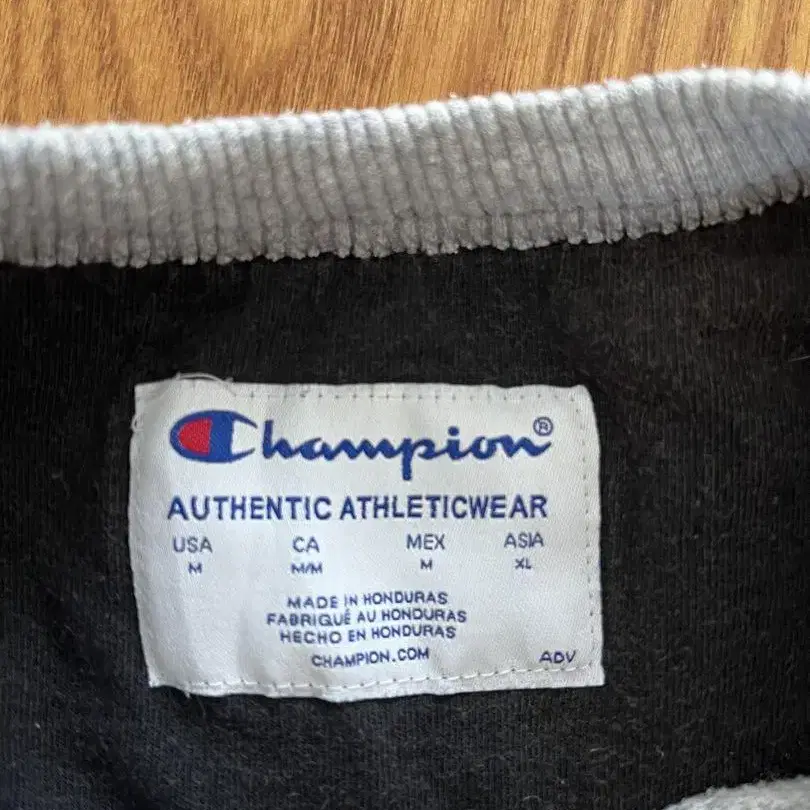 Champion®
AUTHENTIC ATHLETICWEAR
USA CA MEX ASIA
M M/M M XL
MADE IN HONDURAS
FABRIQUÉ AU HONDURAS
HECHO EN HONDURAS
CHAMPION.COM
ADV